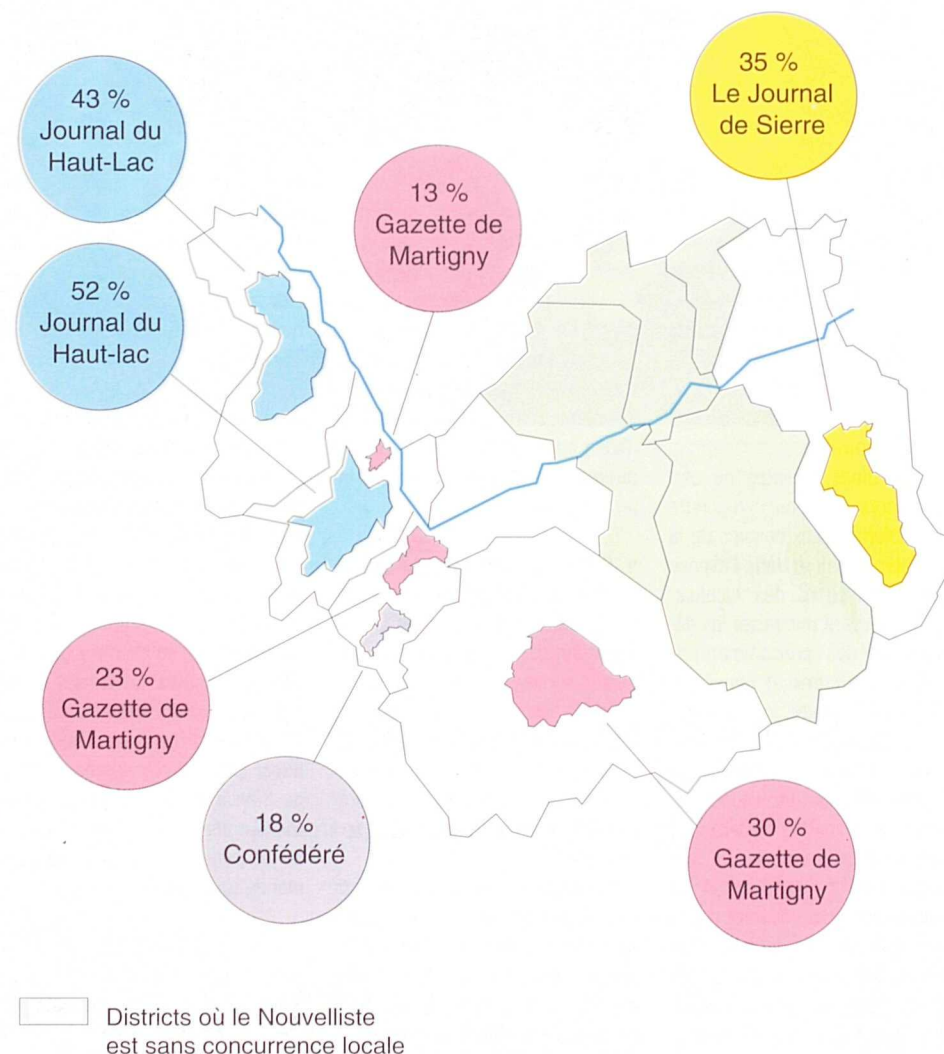 35 %
Le Journal
de Sierre
43 %
Journal du
Haut-Lac
13 %
Gazette de
Martigny
52 %
Journal du
Haut-lac
23 %
Gazette de
Martigny
18 %
Confédéré
30 %
Gazette de
Martigny
Districts où le Nouvelliste
est sans concurrence locale